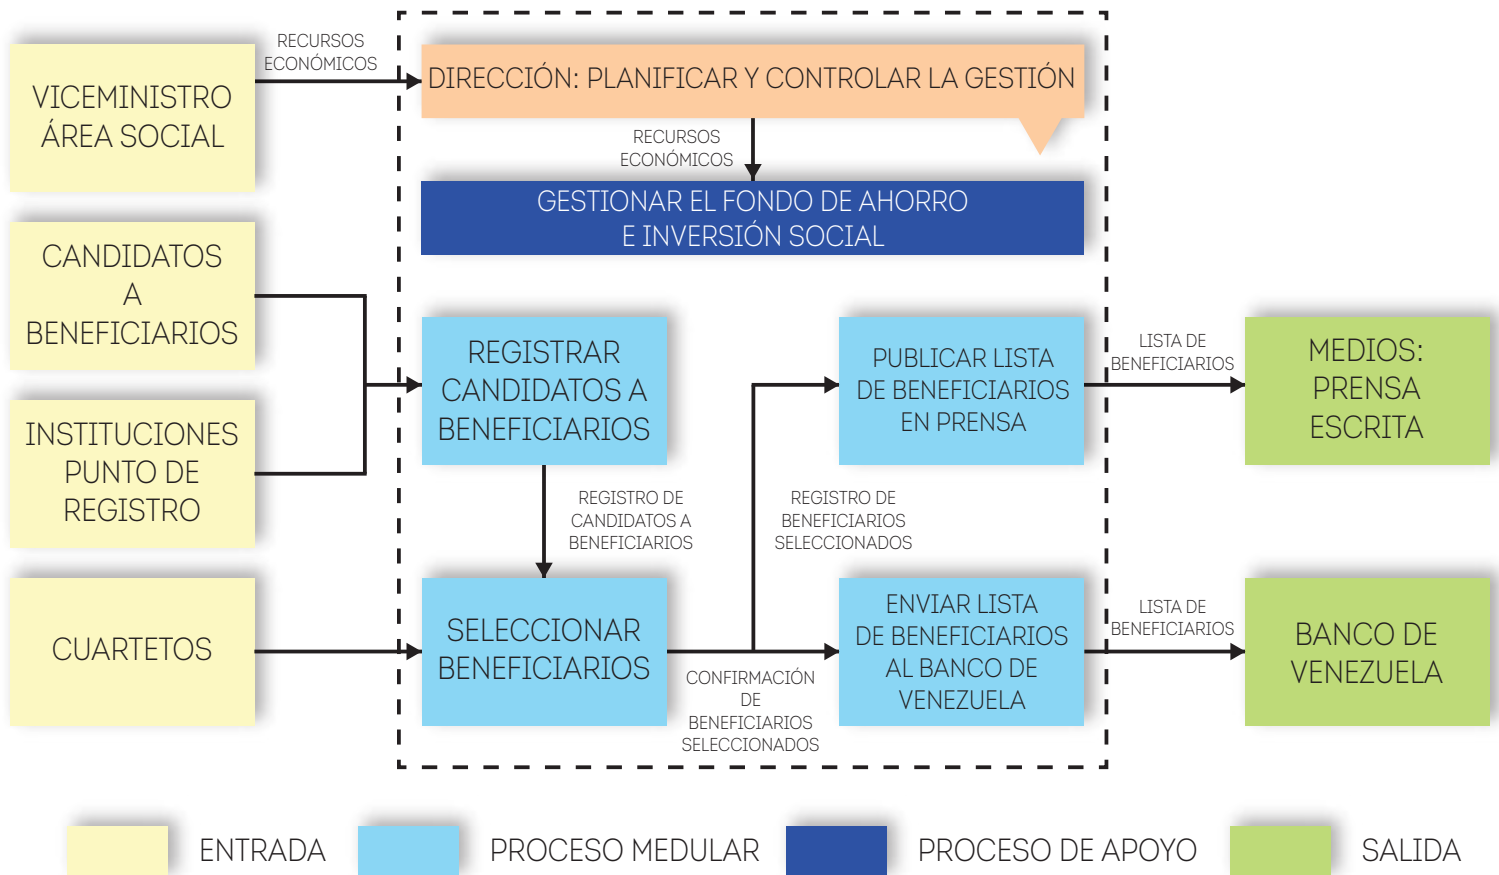 RECURSOS
ECONÓMICOS
VICEMINISTRO
ÁREA SOCIAL
DIRECCIÓN: PLANIFICAR Y CONTROLAR LA GESTIÓN
RECURSOS
ECONÓMICOS
GESTIONAR EL FONDO DE AHORRO
E INVERSIÓN SOCIAL
CANDIDATOS
A
BENEFICIARIOS
INSTITUCIONES
PUNTO DE
REGISTRO
REGISTRAR
CANDIDATOS A
BENEFICIARIOS
PUBLICAR LISTA
DE BENEFICIARIOS
EN PRENSA
LISTA DE
BENEFICIARIOS
MEDIOS:
PRENSA
ESCRITA
REGISTRO DE
CANDIDATOS A
BENEFICIARIOS
REGISTRO DE
BENEFICIARIOS
SELECCIONADOS
CUARTETOS
SELECCIONAR
BENEFICIARIOS
CONFIRMACIÓN
DE
BENEFICIARIOS
SELECCIONADOS
ENVIAR LISTA
DE BENEFICIARIOS
AL BANCO DE
VENEZUELA
LISTA DE
BENEFICIARIOS
BANCO DE
VENEZUELA
ENTRADA
PROCESO MEDULAR
PROCESO DE APOYO
SALIDA